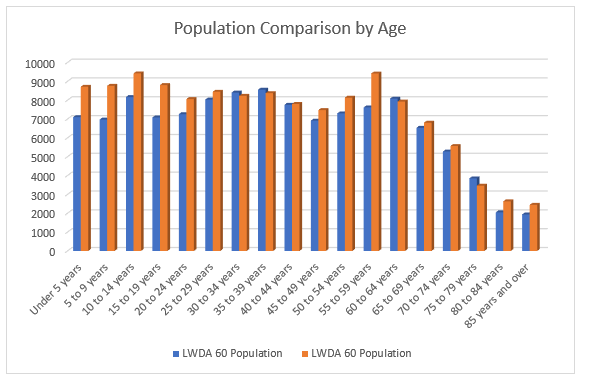 Population Comparison by Age
10000
9000
8000
7000
6000
5000
4000
3000
2000
1000
0
Under 5 years
5 to 9 years
10 to 14 years
15 to 19 years
20 to 24 years
25 to 29 years
30 to 34 years
35 to 39 years
40 to 44 years
45 to 49 years
50 to 54 years
55 to 59 years
60 to 64 years
65 to 69 years
70 to 74 years
75 to 79 years
80 to 84 years
85 years and over
LWDA 60 Population LWDA 60 Population